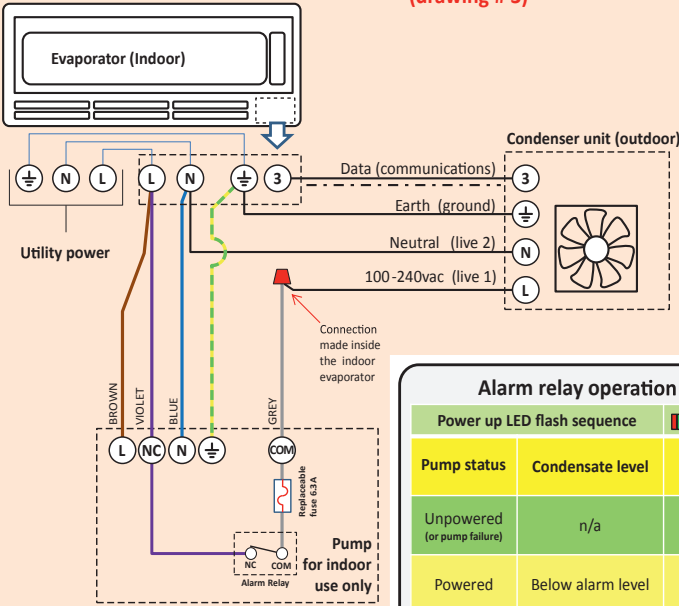 (drawing # 3)
Evaporator (Indoor)
Condenser unit (outdoor)
N
L
L
N
3
Data (communications)
3
Earth (ground)
Utility power
Neutral (live 2)
N
100-240vac (live 1)
L
Connection
made inside
the indoor
evaporator
BROWN
VIOLET
BLUE
GREY
L
NC
N
COM
Replaceable
fuse 6.3A
NC
COM
Alarm Relay
Pump
for indoor
use only
Alarm relay operation
Power up LED flash sequence
Pump status
Condensate level
Unpowered
(or pump failure)
n/a
Powered
Below alarm level